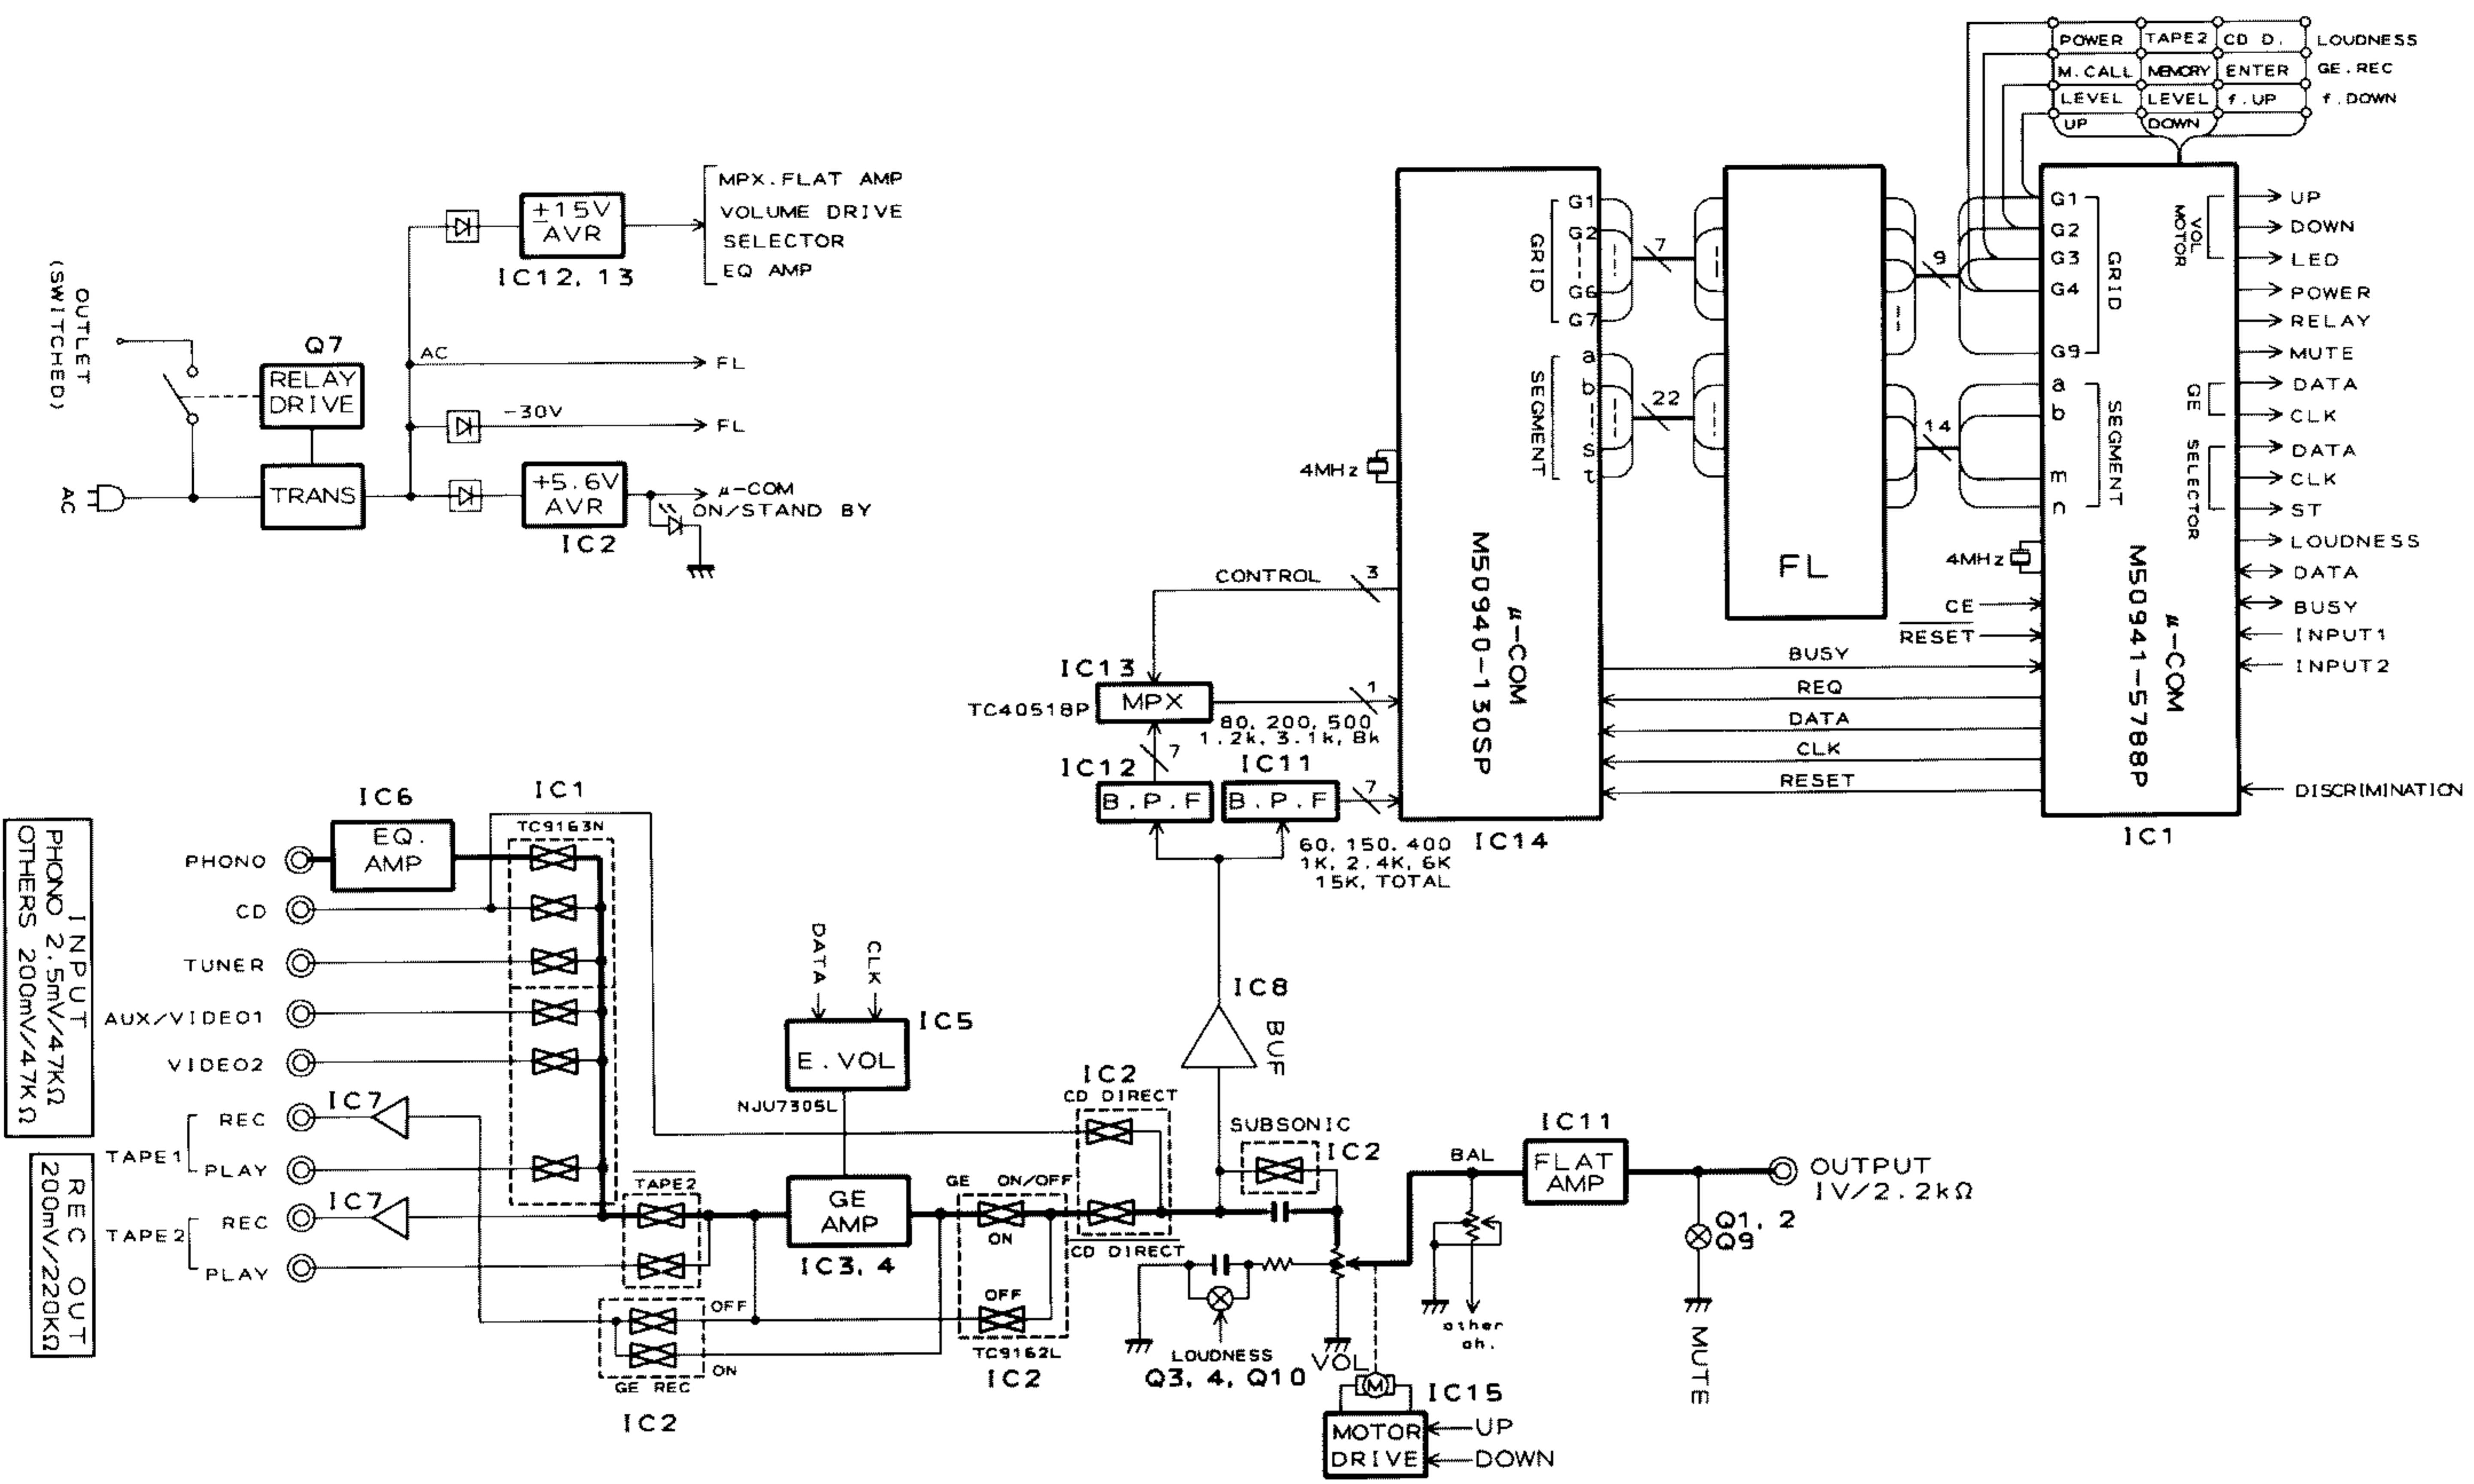 POWER TAPE2 CD D. LOUDNESS
M.CALL MEMORY ENTER GE.REC
LEVEL LEVEL f.UP f.DOWN
UP DOWN
MPX.FLAT AMP
VOLUME DRIVE
SELECTOR
EQ AMP
±15V
AVR
IC12, 13
OUTLET
(SWITCHED)
Q7
RELAY
DRIVE
AC
FL
-30V
FL
AC
TRANS
+5.6V
AVR
IC2
μ-COM
ON/STAND BY
G1
G2
G6
G7
GRID
a
b
s
t
SEGMENT
7
22
4MHz
μ-COM
M50940-130SP
IC14
FL
9
14
G1
G2
G3
G4
G9
GRID
a
b
m
n
SEGMENT
4MHz
CE
RESET
μ-COM
M50941-578BP
IC1
VOL
MOTOR
GE
SELECTOR
UP
DOWN
LED
POWER
RELAY
MUTE
DATA
CLK
DATA
CLK
ST
LOUDNESS
DATA
BUSY
INPUT1
INPUT2
DISCRIMINATION
BUSY
REQ
DATA
CLK
RESET
CONTROL
3
IC13
TC4051BP
MPX
1
80, 200, 500
1.2k, 3.1k, 8k
7
IC12
B.P.F
IC11
B.P.F
7
60, 150, 400
1K, 2.4K, 6K
15K, TOTAL
INPUT
PHONO 2.5mV/47KΩ
OTHERS 200mV/47KΩ
REC OUT
200mV/220KΩ
PHONO
CD
TUNER
AUX/VIDEO1
VIDEO2
TAPE1
REC
PLAY
TAPE2
REC
PLAY
IC6
EQ.
AMP
IC1
TC9163N
IC7
IC7
TAPE2
DATA
CLK
IC5
E.VOL
NJU7305L
GE
AMP
IC3, 4
OFF
ON
GE REC
IC2
GE ON/OFF
ON
OFF
TC9162L
IC2
IC2
CD DIRECT
CD DIRECT
IC8
BUF
SUBSONIC
IC2
LOUDNESS
Q3, 4, Q10
VOL
M
IC15
MOTOR
DRIVE
UP
DOWN
BAL
other
ch.
IC11
FLAT
AMP
OUTPUT
1V/2.2kΩ
Q1, 2
Q9
MUTE